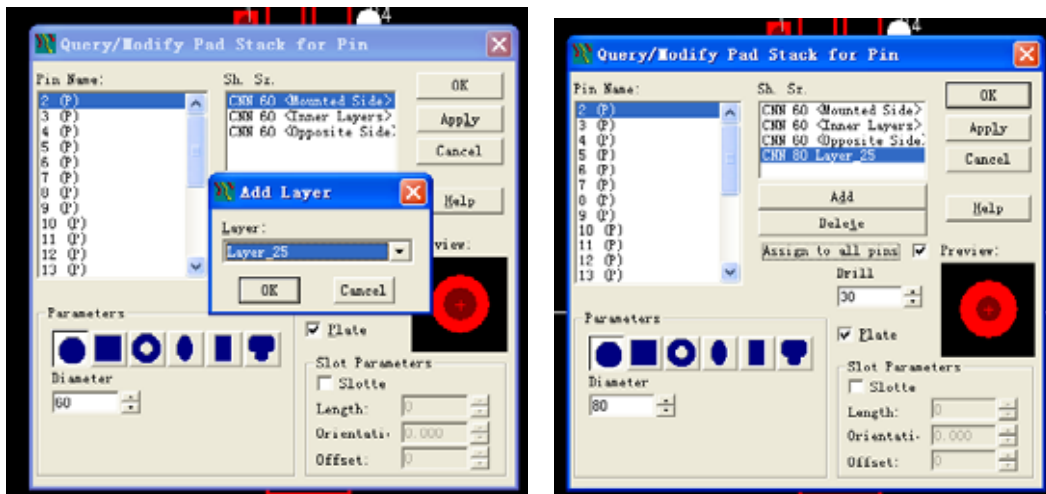 1
4
Query/Modify Pad Stack for Pin
Pin Name:
2 (P)
3 (P)
4 (P)
5 (P)
6 (P)
7 (P)
8 (P)
9 (P)
10 (P)
11 (P)
12 (P)
13 (P)
Sh. Sz.
CNN 60 <Mounted Side>
CNN 60 <Inner Layers>
CNN 60 <Opposite Side
OK
Apply
Cancel
Help
Add Layer
Layer:
Layer_25
OK
Cancel
view:
Parameters
Diameter
60
Plate
Slot Parameters
Slotte
Length:
0
Orientati
0.000
Offset:
0
1
4
Query/Modify Pad Stack for Pin
Pin Name:
2 (P)
3 (P)
4 (P)
5 (P)
6 (P)
7 (P)
8 (P)
9 (P)
10 (P)
11 (P)
12 (P)
13 (P)
Sh. Sz.
CNN 60 <Mounted Side>
CNN 60 <Inner Layers>
CNN 60 <Opposite Side
CNN 80 Layer_25
Add
Delete
Assign to all pins
OK
Apply
Cancel
Help
Preview:
Drill
30
Parameters
Diameter
80
Plate
Slot Parameters
Slotte
Length:
0
Orientati
0.000
Offset:
0